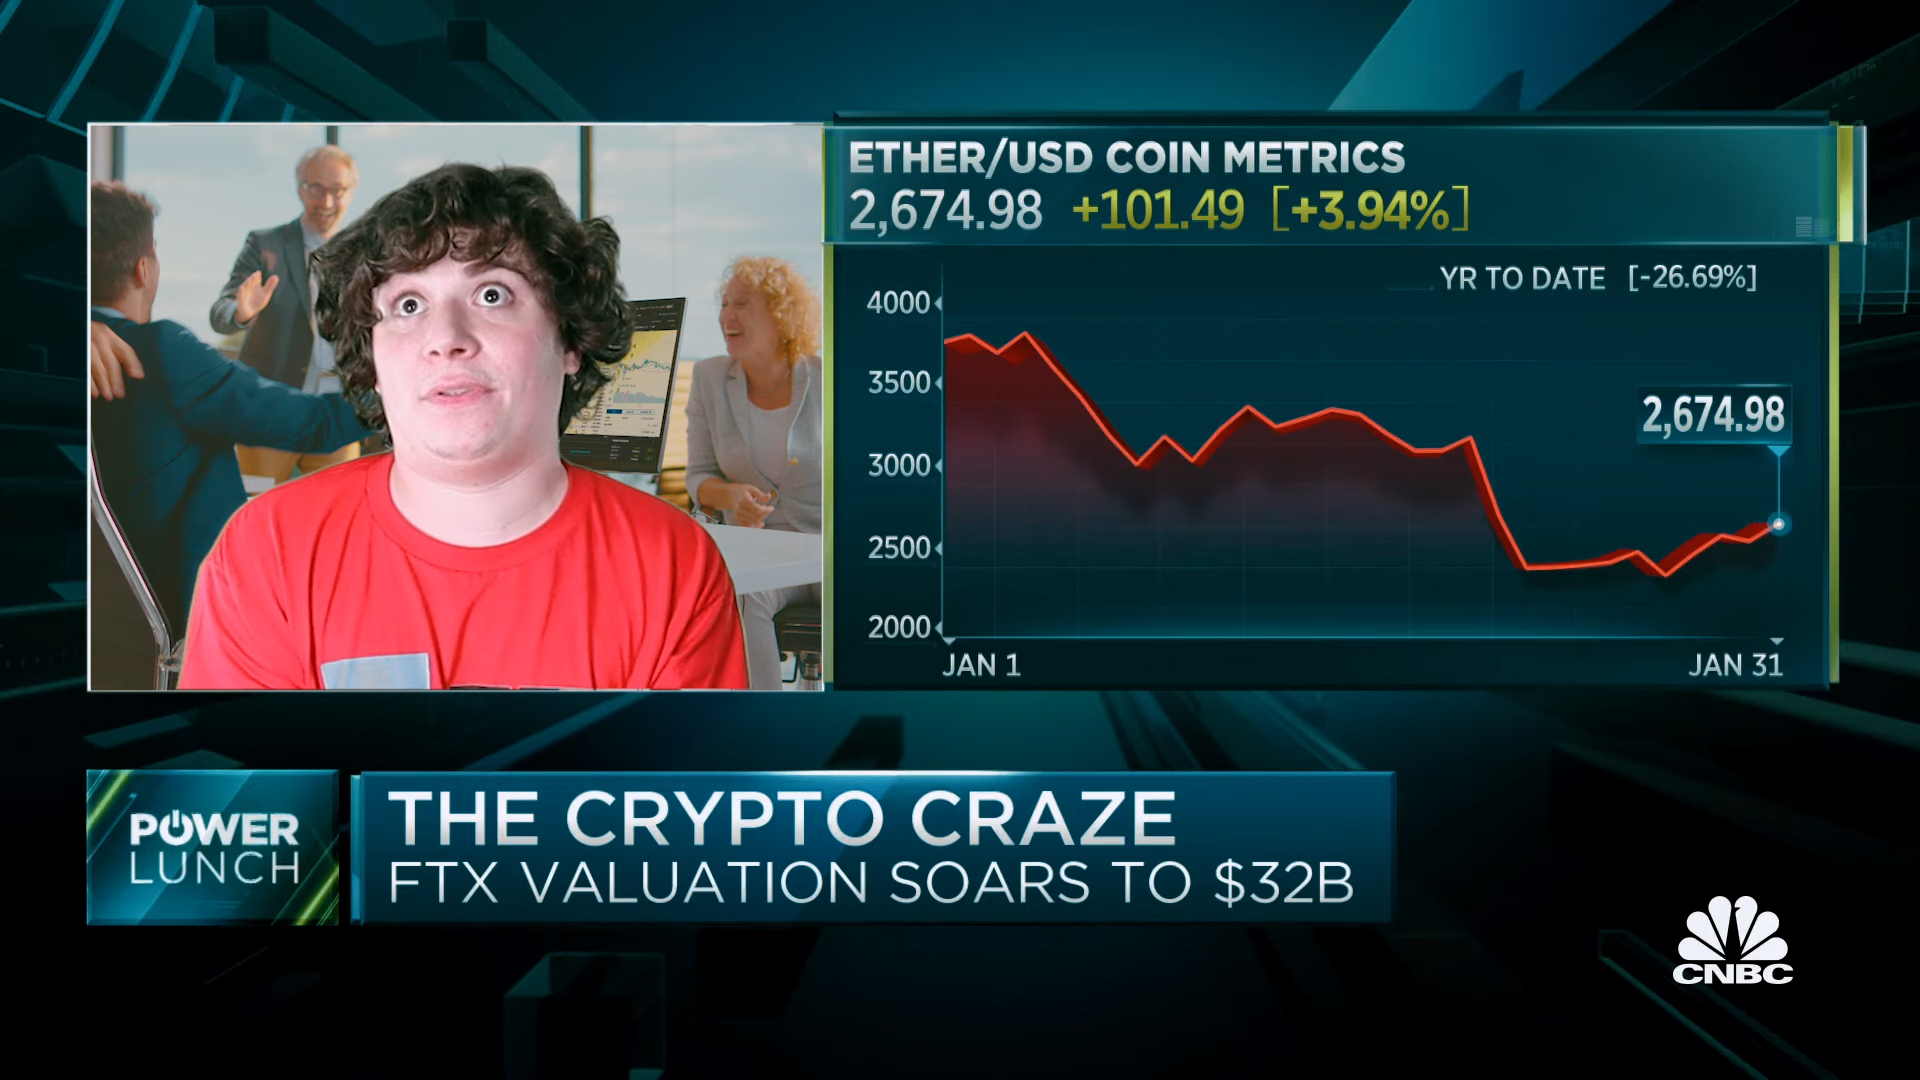 ETHER/USD COIN METRICS
2,674.98 +101.49 [+3.94%]
YR TO DATE [-26.69%]
4000
3500
3000
2500
2000
2,674.98
JAN 1
JAN 31
POWER
LUNCH
THE CRYPTO CRAZE
FTX VALUATION SOARS TO $32B
CNBC